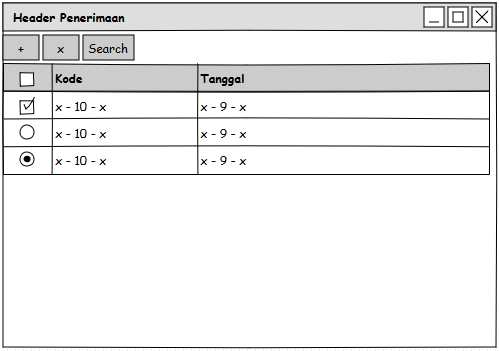 Header Penerimaan
+ x Search
Kode Tanggal
x - 10 - x x - 9 - x
x - 10 - x x - 9 - x
x - 10 - x x - 9 - x